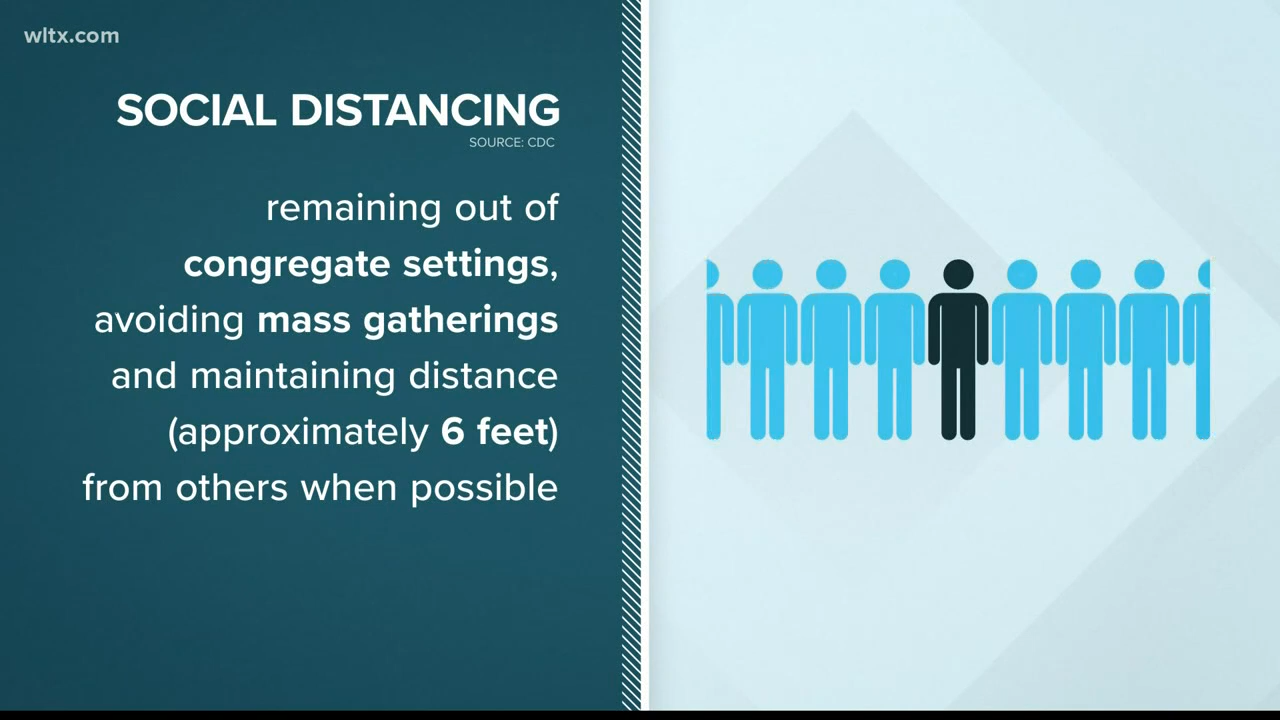 wltx.com
SOCIAL DISTANCING
SOURCE: CDC
remaining out of
congregate settings,
avoiding mass gatherings
and maintaining distance
(approximately 6 feet)
from others when possible